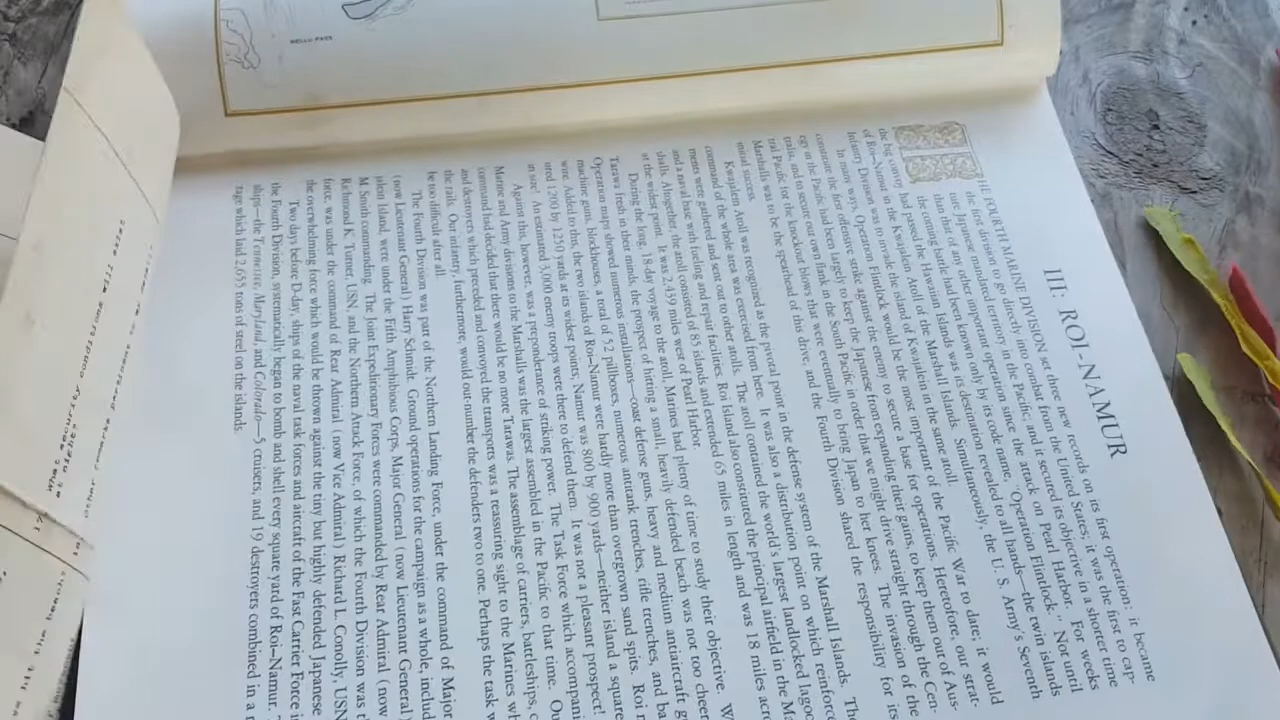 III: ROI-NAMUR
THE FOURTH MARINE DIVISION set three new records on its first operation: it became
the first division to go directly into combat from the United States; it was the first to cap-
ture Japanese mandated territory in the Pacific; and it secured its objective in a shorter time
than that of any other important operation since the attack on Pearl Harbor. For weeks
the coming battle had been known only by its code name, "Operation Flintlock." Not until
the big convoy had passed the Hawaiian Islands was its destination revealed to all hands—the twin islands
of Roi-Namur in the Kwajalein Atoll of the Marshall Islands. Simultaneously, the U. S. Army's Seventh
Infantry Division was to invade the island of Kwajalein in the same atoll.
In many ways, Operation Flintlock would be the most important of the Pacific War to date; it would
constitute the first offensive strike against the enemy to secure a base for operations. Heretofore, our strat-
egy in the Pacific had been largely to keep the Japanese from expanding their gains, to keep them out of Aus-
tralia, and to secure our own flank in the South Pacific in order that we might drive straight through the Cen-
tral Pacific for the knockout blows that were eventually to bring Japan to her knees. The invasion of the
Marshalls was to be the spearhead of this drive, and the Fourth Division shared the responsibility for its
initial success.
Kwajalein Atoll was recognized as the pivotal point in the defense system of the Marshall Islands. The
command of the whole area was exercised from here. It was also a distribution point on which reinforce
ments were gathered and sent out to other atolls. The atoll contained the world's largest landlocked lagoo
and a naval base with fueling and repair facilities. Roi Island also constituted the principal airfield in the Ma
shalls. Altogether, the atoll consisted of 85 islands and extended 65 miles in length and was 18 miles acro
at the widest point. It was 2,439 miles west of Pearl Harbor.
During the long, 18-day voyage to the atoll, Marines had plenty of time to study their objective. W
Tarawa fresh in their minds, the prospect of hitting a small, heavily defended beach was not too cheer
Operation maps showed numerous installations—coast defense guns, heavy and medium antiaircraft g
machine guns, blockhouses, a total of 52 pillboxes, numerous antitrank trenches, rifle trenches, and ba
wire. Added to this, the two islands of Roi-Namur were hardly more than overgrown sand spits. Roi m
ured 1,200 by 1250 yards at its widest points, Namur was 800 by 900 yards—neither island a square
in size! An estimated 3,000 enemy troops were there to defend them. It was not a pleasant prospect!
Against this, however, was a preponderance of striking power. The Task Force which accompani
Marine and Army divisions to the Marshalls was the largest assembled in the Pacific to that time. Ou
command had decided that there would be no more Tarawas. The assemblage of carriers, battleships, c
and destroyers which preceded and convoyed the transports was a reassuring sight to the Marines wh
the rails. Our infantry, furthermore, would out-number the defenders two to one. Perhaps the task w
be so difficult after all.
The Fourth Division was part of the Northern Landing Force, under the command of Major
(now Lieutenant General) Harry Schmidt. Ground operations for the campaign as a whole, includ
jalein Island, were under the Fifth Amphibious Corps, Major General (now Lieutenant General)
M Smith commanding. The Joint Expeditionary Forces were commanded by Rear Admiral (now
Richmond K. Turner, USN, and the Northern Attack Force, of which the Fourth Division was t
force, was under the command of Rear Admiral (now Vice Admiral) Richard L. Conolly, USN
the overwhelming force which would be thrown against the tiny but highly defended Japanese
Two days before D-day, ships of the naval task forces and aircraft of the Fast Carrier Force i
the Fourth Division, systematically began to bomb and shell every square yard of Roi-Namur.
ships—the Tennessee, Maryland, and Colorado—5 cruisers, and 19 destroyers combined in a
rage which laid 2,655 tons of steel on the islands.
MELLU PASS